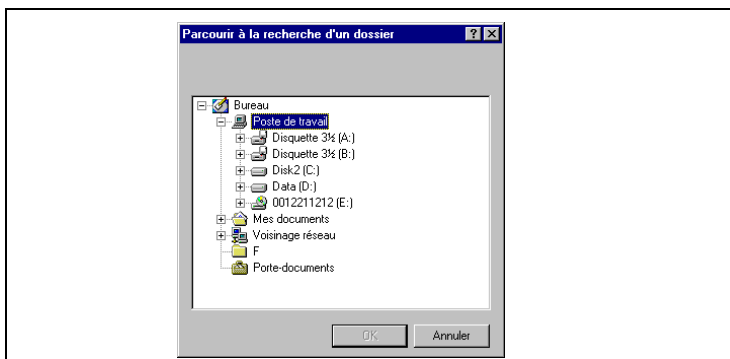 Parcourir à la recherche d'un dossier
Bureau
Poste de travail
Disquette 3½ (A:)
Disquette 3½ (B:)
Disk2 (C:)
Data (D:)
0012211212 (E:)
Mes documents
Voisinage réseau
F
Porte-documents
OK Annuler